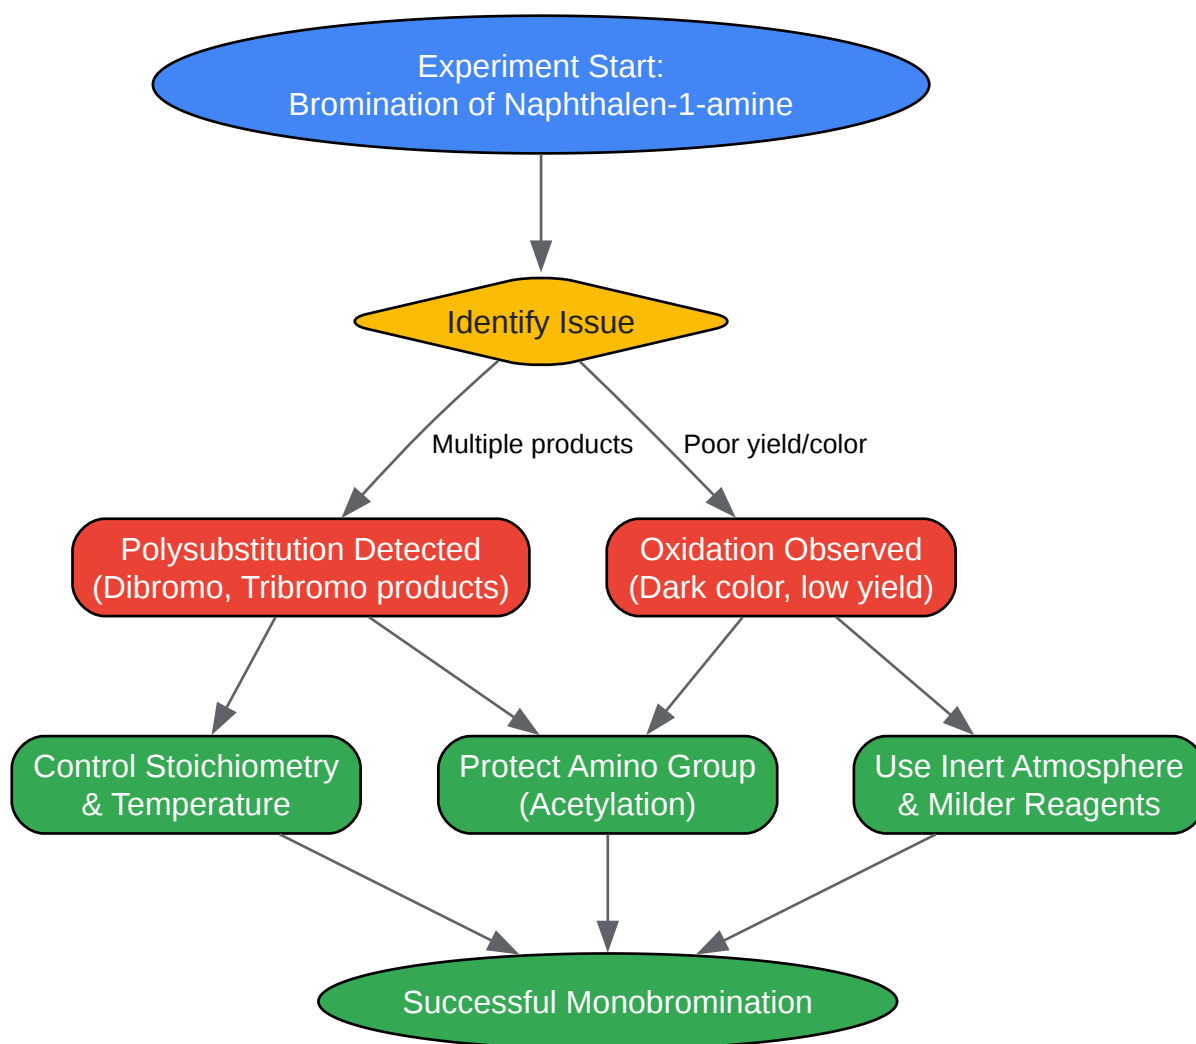 Experiment Start:
Bromination of Naphthalen-1-amine
Identify Issue
Multiple products
Poor yield/color
Polysubstitution Detected
(Dibromo, Tribromo products)
Oxidation Observed
(Dark color, low yield)
Control Stoichiometry
& Temperature
Protect Amino Group
(Acetylation)
Use Inert Atmosphere
& Milder Reagents
Successful Monobromination